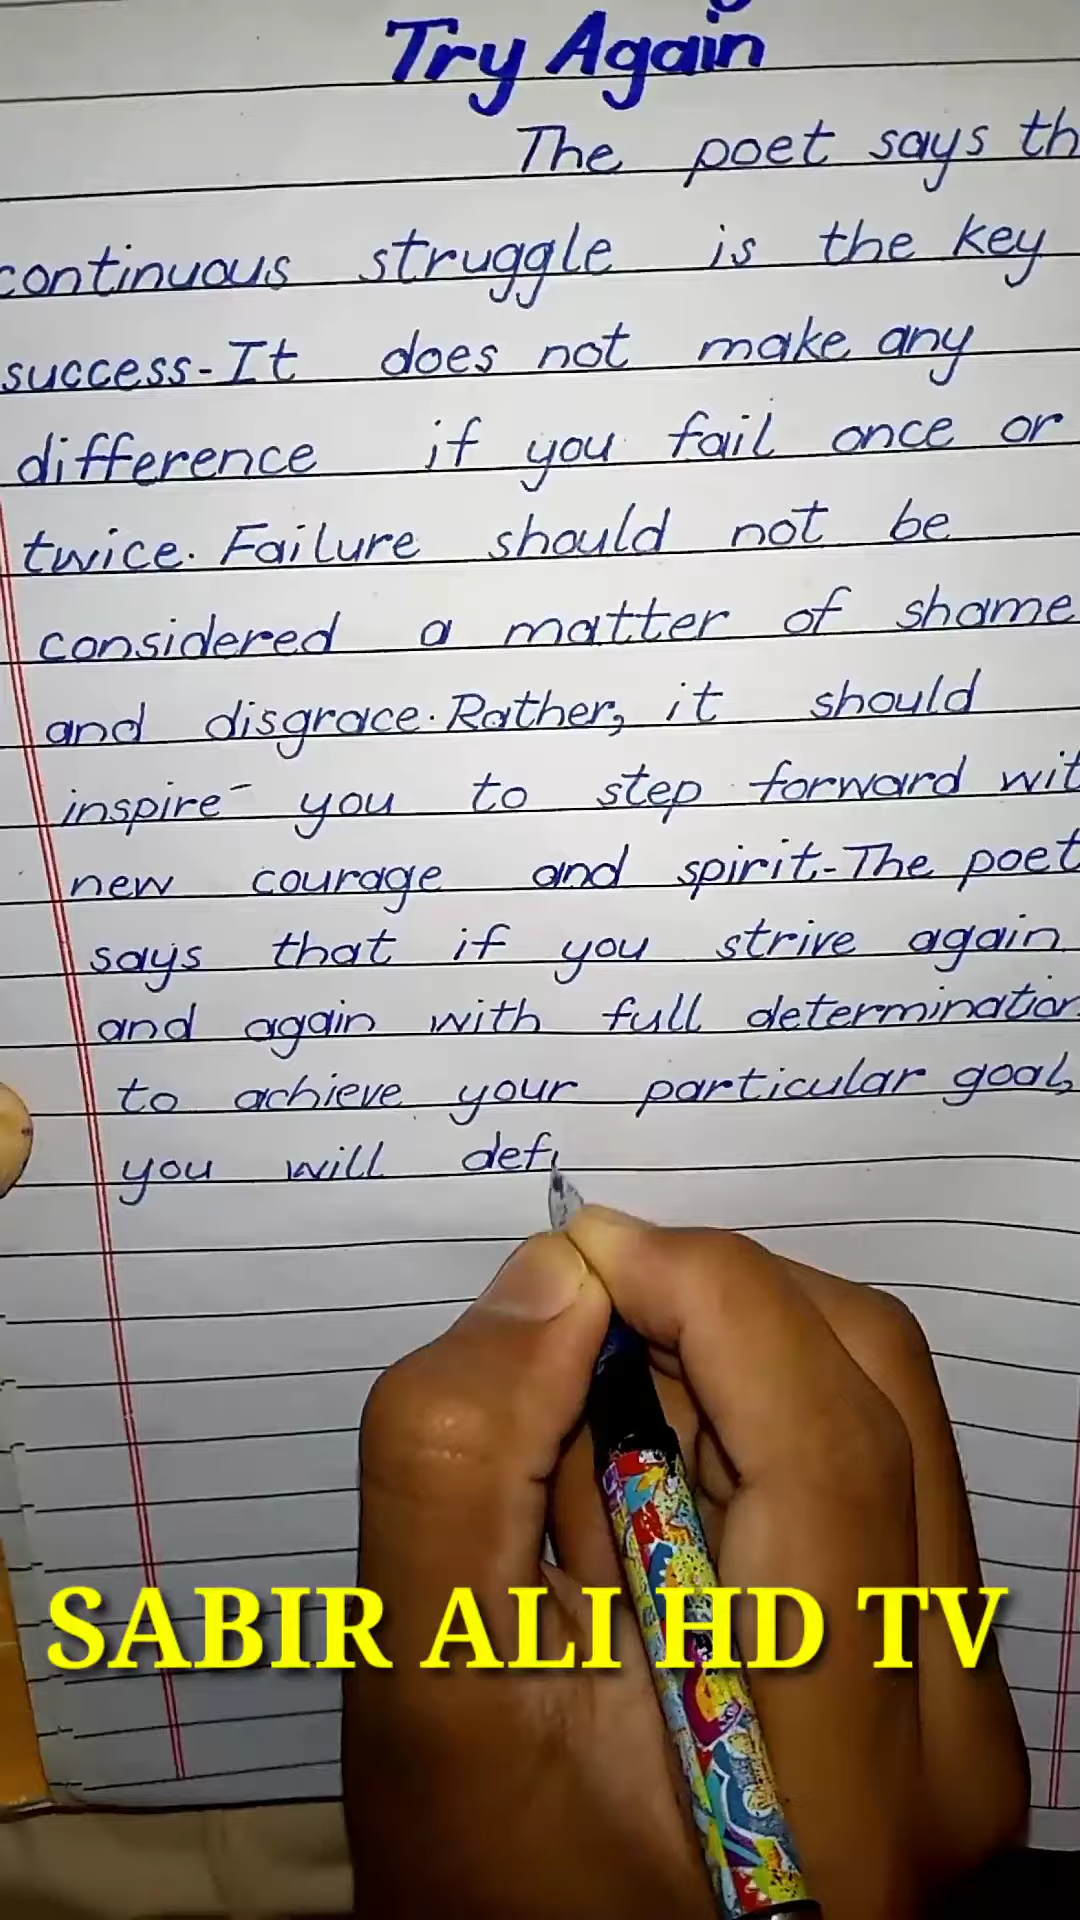 Try Again
The poet says th
continuous struggle is the key
success-It does not make any
difference if you fail once or
twice. Failure should not be
considered a matter of shame
and disgrace. Rather, it should
inspire you to step forward wit
new courage and spirit.-The poet
says that if you strive again
and again with full determination
to achieve your particular goal,
you will defi
SABIR ALI HD TV